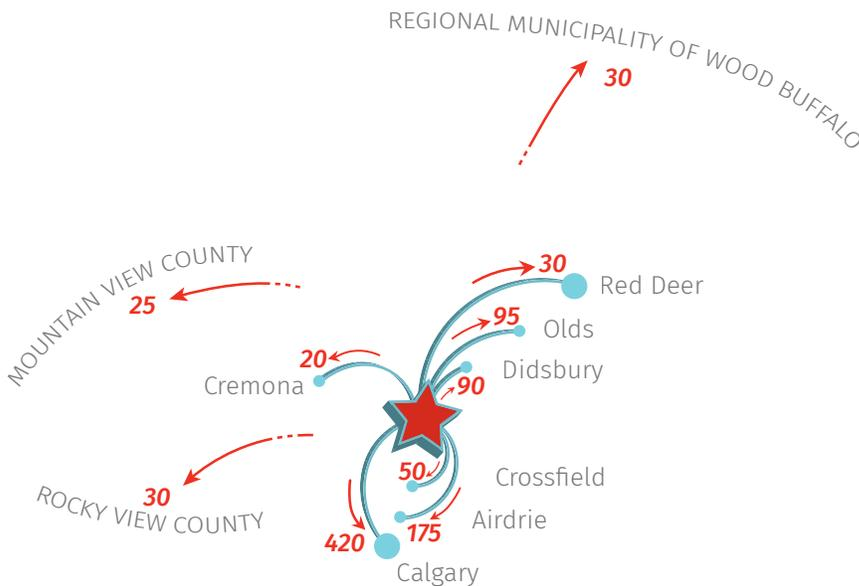 REGIONAL MUNICIPALITY OF WOOD BUFFALO
30
MOUNTAIN VIEW COUNTY
25
30
Red Deer
95
Olds
20
Cremona
Didsbury
90
ROCKY VIEW COUNTY
30
50
Crossfield
175
Airdrie
420
Calgary